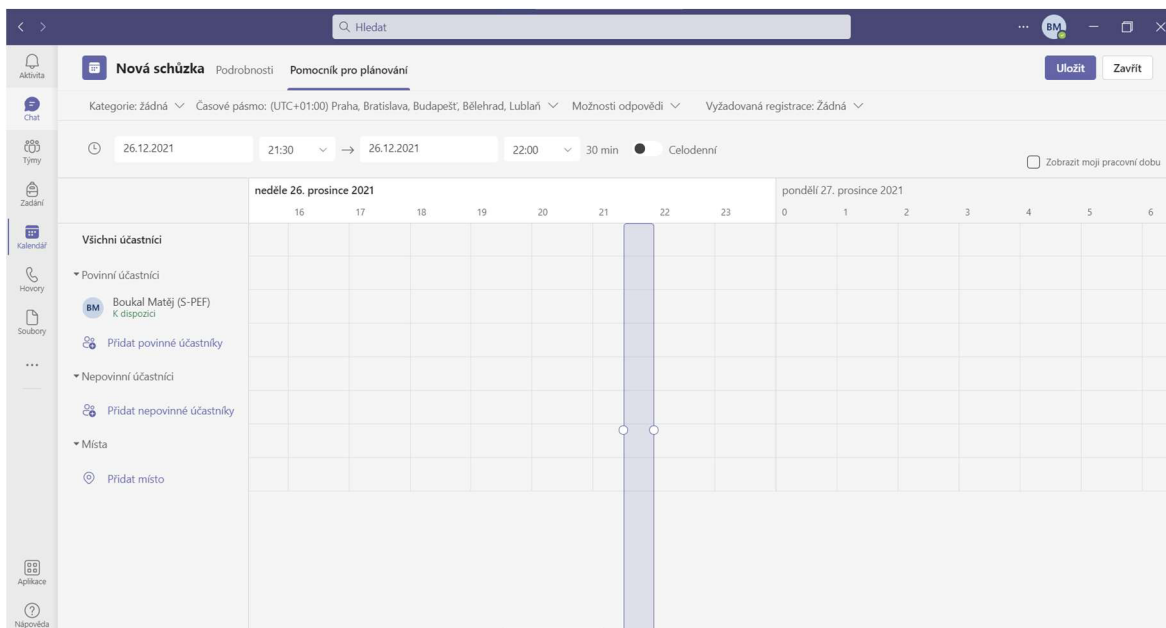 Hledat
...
BM
Aktivita
Chat
Týmy
Zadání
Kalendář
Hovory
Soubory
...
Aplikace
Nápověda
Nová schůzka Podrobnosti Pomocník pro plánování
Uložit Zavřít
Kategorie: žádná Časové pásmo: (UTC+01:00) Praha, Bratislava, Budapešť, Bělehrad, Lublaň Možnosti odpovědi Vyžadovaná registrace: Žádná
26.12.2021 21:30 → 26.12.2021 22:00 30 min Celodenní
Zobrazit moji pracovní dobu
neděle 26. prosince 2021 pondělí 27. prosince 2021
16 17 18 19 20 21 22 23 0 1 2 3 4 5 6
Všichni účastníci
Povinní účastníci
BM Boukal Matěj (S-PEF)
K dispozici
Přidat povinné účastníky
Nepovinní účastníci
Přidat nepovinné účastníky
Místa
Přidat místo